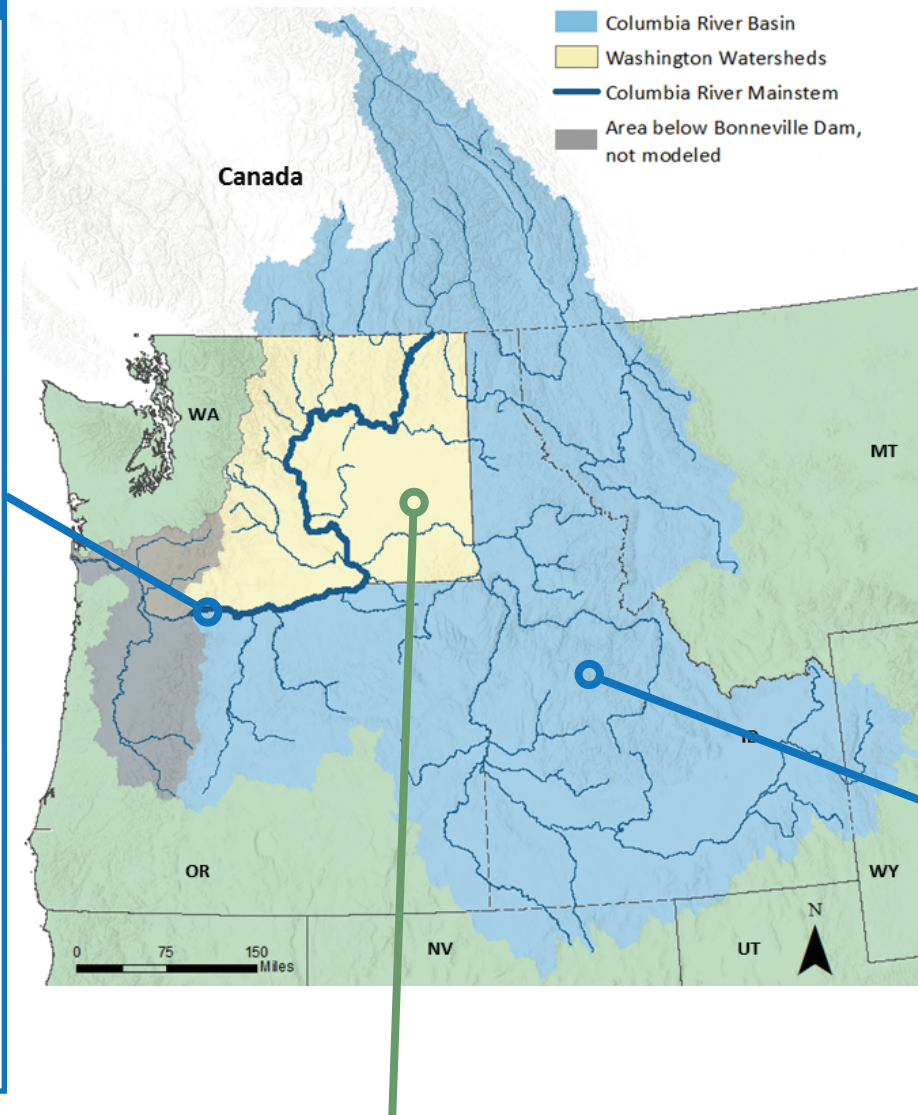 Columbia River Basin
Washington Watersheds
Columbia River Mainstem
Area below Bonneville Dam,
not modeled
Canada
WA
MT
ID
OR
WY
NV
UT
N
0 75 150
Miles